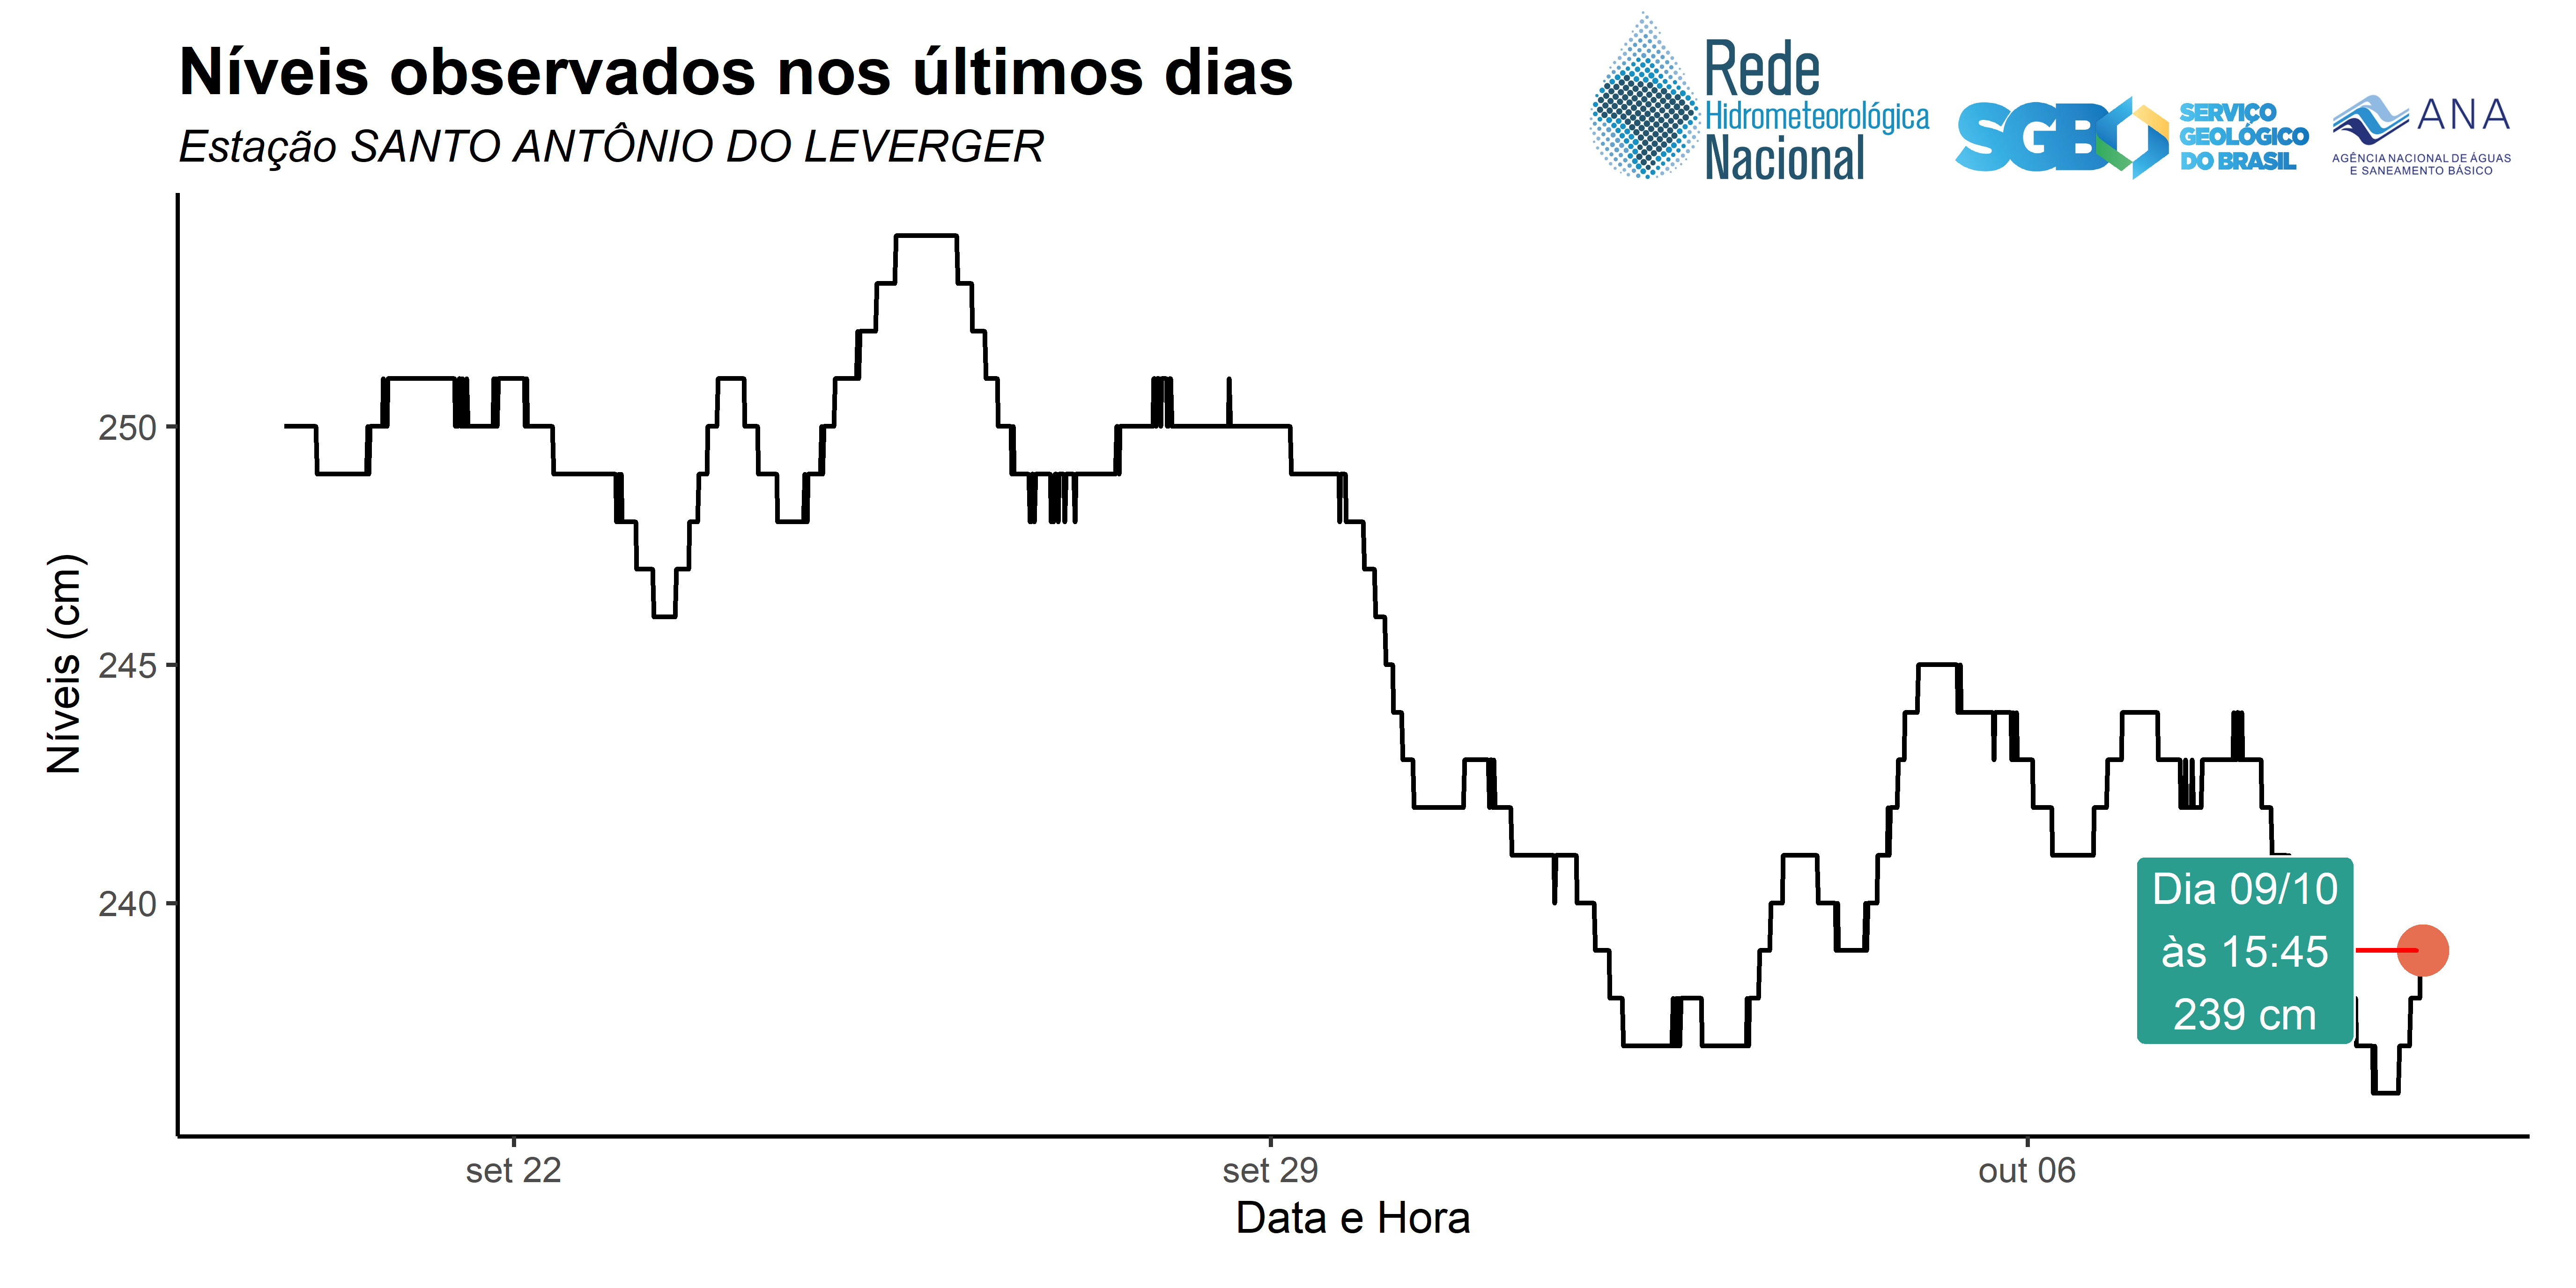 Níveis observados nos últimos dias
Estação SANTO ANTÔNIO DO LEVERGER
Rede
Hidrometeorológica
Nacional
SGB
SERVIÇO
GEOLÓGICO
DO BRASIL
ANA
AGÊNCIA NACIONAL DE ÁGUAS
E SANEAMENTO BÁSICO
Níveis (cm)
250
245
240
Dia 09/10
às 15:45
239 cm
set 22
set 29
out 06
Data e Hora